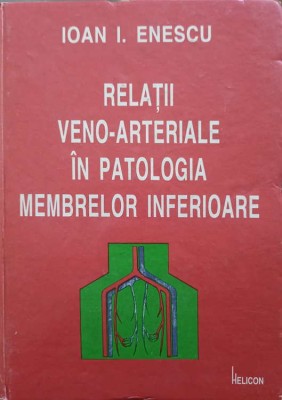 IOAN I. ENESCU
RELAȚII
VENO-ARTERIALE
ÎN PATOLOGIA
MEMBRELOR INFERIOARE
HELICON